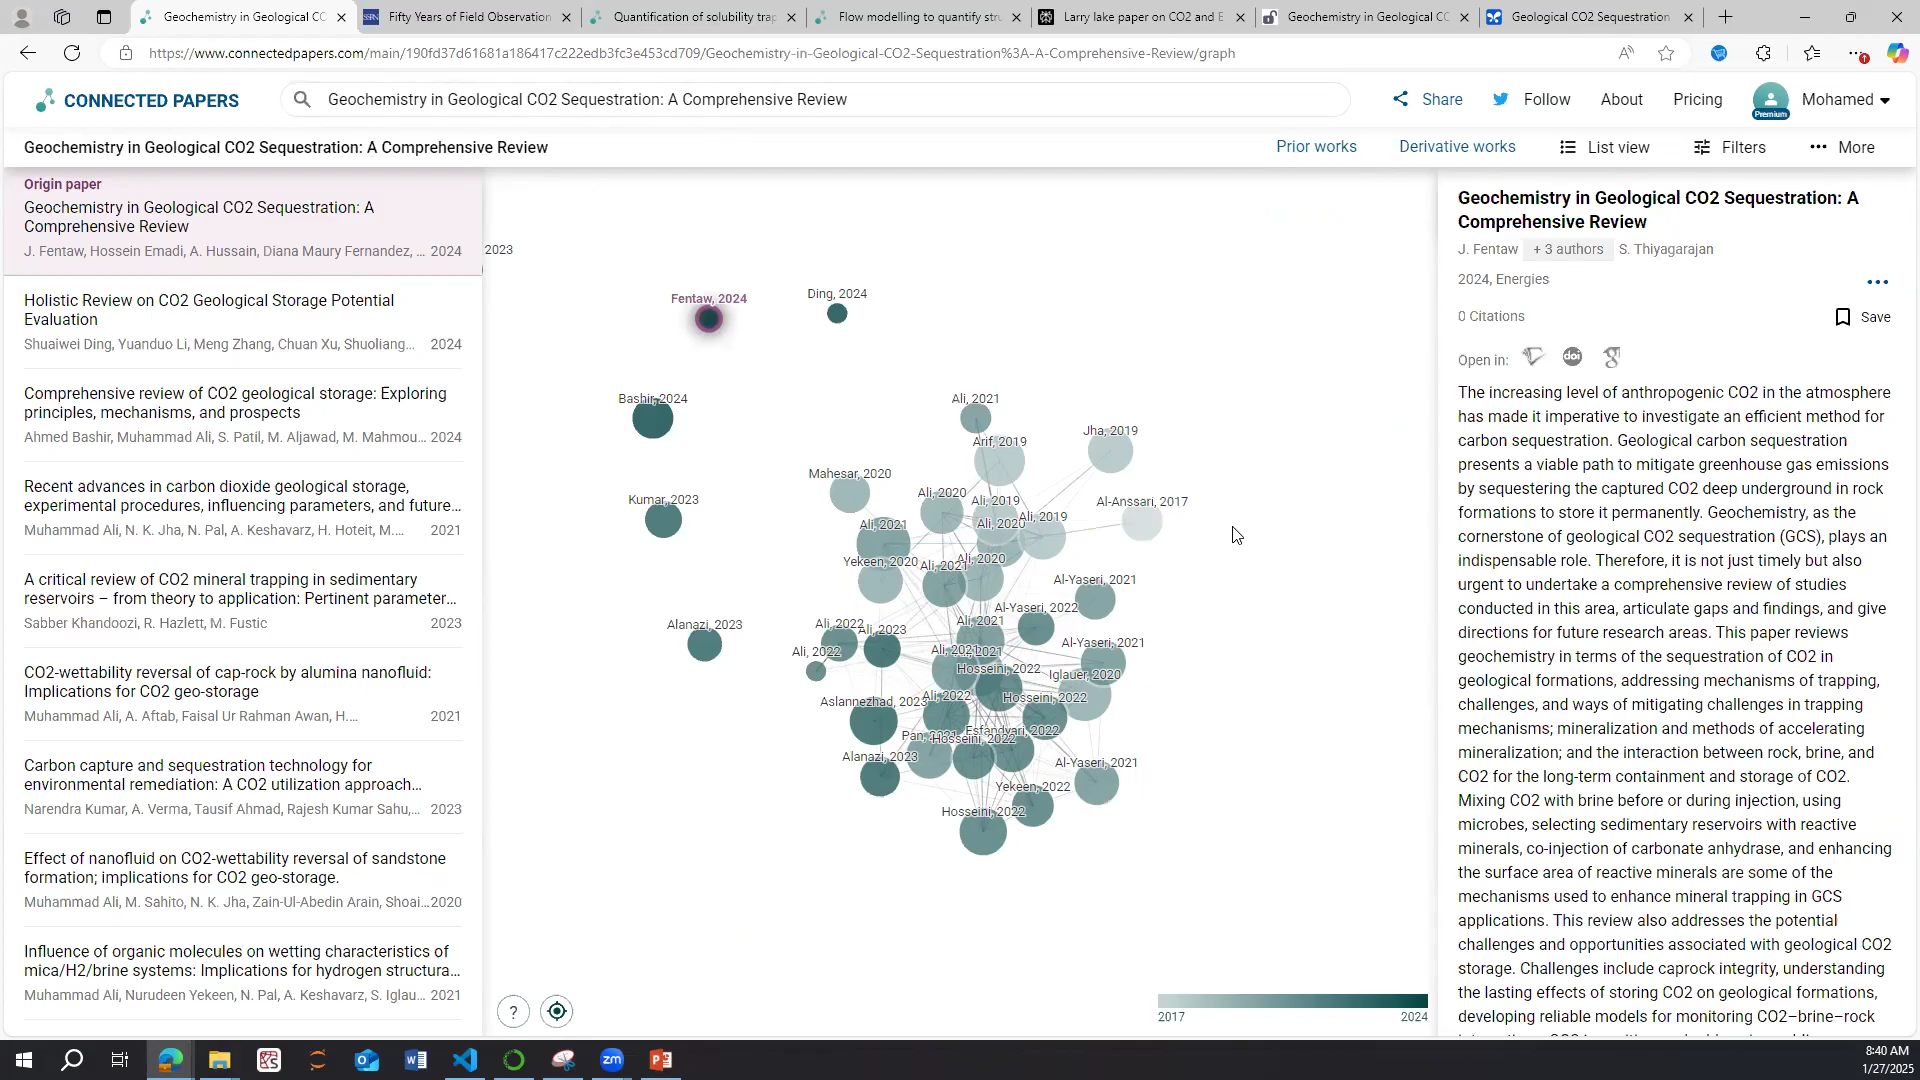 Geochemistry in Geological CC
Fifty Years of Field Observation
Quantification of solubility trap
Flow modelling to quantify stru
Larry lake paper on CO2 and E
Geochemistry in Geological CC
Geological CO2 Sequestration
https://www.connectedpapers.com/main/190fd37d61681a186417c222edb3fc3e453cd709/Geochemistry-in-Geological-CO2-Sequestration%3A-A-Comprehensive-Review/graph
CONNECTED PAPERS
Geochemistry in Geological CO2 Sequestration: A Comprehensive Review
Share
Follow
About
Pricing
Premium
Mohamed
Geochemistry in Geological CO2 Sequestration: A Comprehensive Review
Prior works
Derivative works
List view
Filters
More
Origin paper
Geochemistry in Geological CO2 Sequestration: A
Comprehensive Review
J. Fentaw, Hossein Emadi, A. Hussain, Diana Maury Fernandez, ... 2024
Holistic Review on CO2 Geological Storage Potential
Evaluation
Shuaiwei Ding, Yuanduo Li, Meng Zhang, Chuan Xu, Shuoliang... 2024
Comprehensive review of CO2 geological storage: Exploring
principles, mechanisms, and prospects
Ahmed Bashir, Muhammad Ali, S. Patil, M. Aljawad, M. Mahmou... 2024
Recent advances in carbon dioxide geological storage,
experimental procedures, influencing parameters, and future...
Muhammad Ali, N. K. Jha, N. Pal, A. Keshavarz, H. Hoteit, M.... 2021
A critical review of CO2 mineral trapping in sedimentary
reservoirs – from theory to application: Pertinent parameter...
Sabber Khandoozi, R. Hazlett, M. Fustic 2023
CO2-wettability reversal of cap-rock by alumina nanofluid:
Implications for CO2 geo-storage
Muhammad Ali, A. Aftab, Faisal Ur Rahman Awan, H.... 2021
Carbon capture and sequestration technology for
environmental remediation: A CO2 utilization approach...
Narendra Kumar, A. Verma, Tausif Ahmad, Rajesh Kumar Sahu,... 2023
Effect of nanofluid on CO2-wettability reversal of sandstone
formation; implications for CO2 geo-storage.
Muhammad Ali, M. Sahito, N. K. Jha, Zain-Ul-Abedin Arain, Shoai... 2020
Influence of organic molecules on wetting characteristics of
mica/H2/brine systems: Implications for hydrogen structura...
Muhammad Ali, Nurudeen Yekeen, N. Pal, A. Keshavarz, S. Iglau... 2021
2023
Fentaw, 2024
Ding, 2024
Bashir, 2024
Ali, 2021
Jha, 2019
Arif, 2019
Mahesar, 2020
Ali, 2020
Ali, 2019
Kumar, 2023
Al-Anssari, 2017
Ali, 2021
Ali, 2020
Ali, 2019
Yekeen, 2020
Ali, 2021
Ali, 2020
Al-Yaseri, 2021
Al-Yaseri, 2022
Alanazi, 2023
Ali, 2022
Ali, 2023
Ali, 2021
Al-Yaseri, 2021
Ali, 2022
Ali, 2021
Hosseini, 2022
Iglauer, 2020
Aslannezhad, 2023
Ali, 2022
Hosseini, 2022
Pan, 2021
Hosseini, 2022
Esfandyari, 2022
Alanazi, 2023
Al-Yaseri, 2021
Yekeen, 2022
Hosseini, 2022
?
2017
2024
Geochemistry in Geological CO2 Sequestration: A
Comprehensive Review
J. Fentaw + 3 authors S. Thiyagarajan
2024, Energies
0 Citations
Save
Open in:
doi
The increasing level of anthropogenic CO2 in the atmosphere
has made it imperative to investigate an efficient method for
carbon sequestration. Geological carbon sequestration
presents a viable path to mitigate greenhouse gas emissions
by sequestering the captured CO2 deep underground in rock
formations to store it permanently. Geochemistry, as the
cornerstone of geological CO2 sequestration (GCS), plays an
indispensable role. Therefore, it is not just timely but also
urgent to undertake a comprehensive review of studies
conducted in this area, articulate gaps and findings, and give
directions for future research areas. This paper reviews
geochemistry in terms of the sequestration of CO2 in
geological formations, addressing mechanisms of trapping,
challenges, and ways of mitigating challenges in trapping
mechanisms; mineralization and methods of accelerating
mineralization; and the interaction between rock, brine, and
CO2 for the long-term containment and storage of CO2.
Mixing CO2 with brine before or during injection, using
microbes, selecting sedimentary reservoirs with reactive
minerals, co-injection of carbonate anhydrase, and enhancing
the surface area of reactive minerals are some of the
mechanisms used to enhance mineral trapping in GCS
applications. This review also addresses the potential
challenges and opportunities associated with geological CO2
storage. Challenges include caprock integrity, understanding
the lasting effects of storing CO2 on geological formations,
developing reliable models for monitoring CO2–brine–rock
8:40 AM
1/27/2025